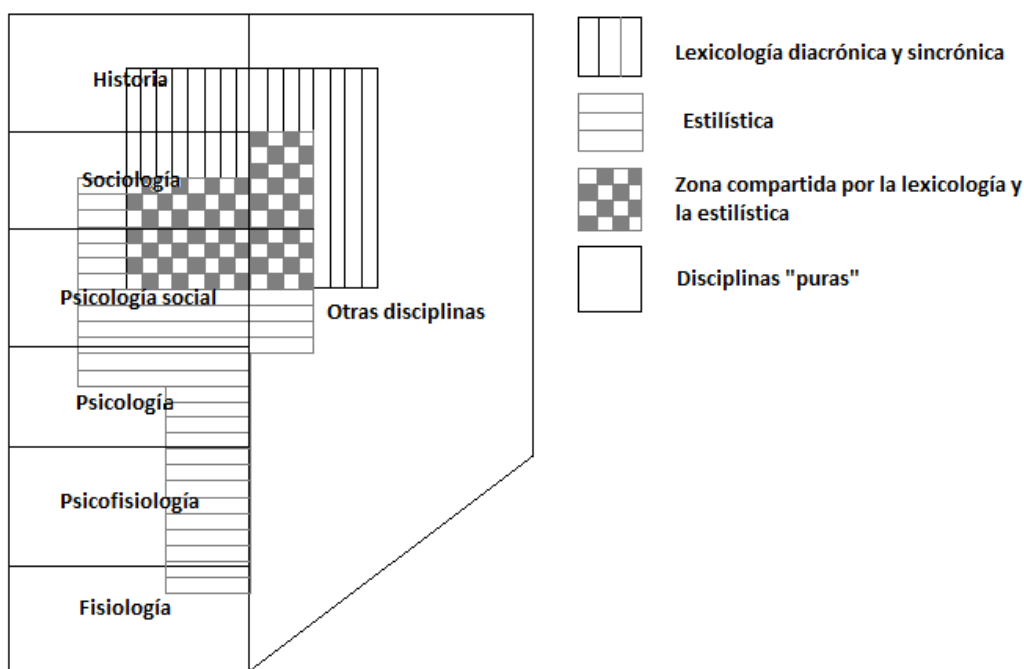 Historia
Sociología
Psicología social
Otras disciplinas
Psicología
Psicofisiología
Fisiología
Lexicología diacrónica y sincrónica
Estilística
Zona compartida por la lexicología y
la estilística
Disciplinas "puras"